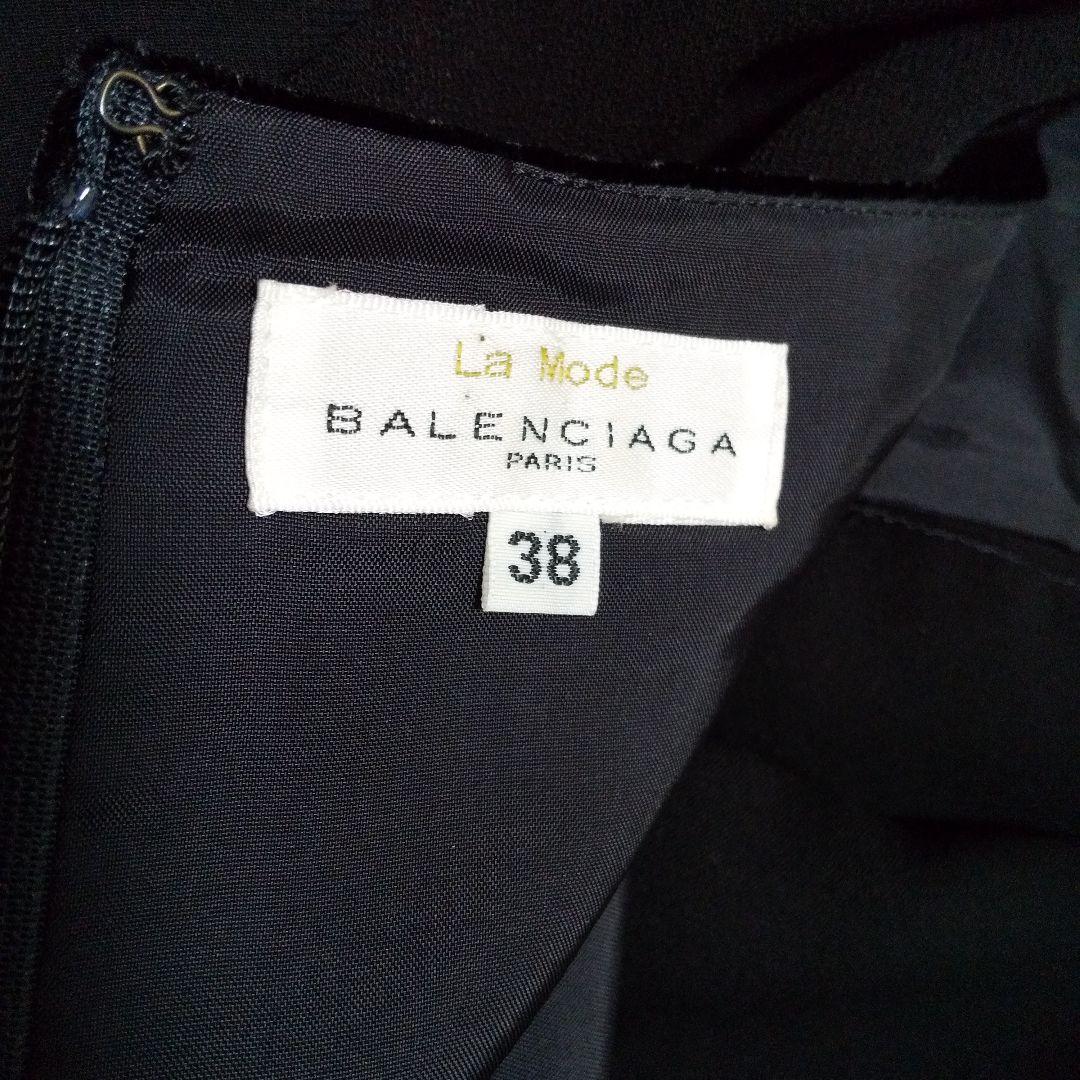 La Mode
BALENCIAGA
PARIS
38